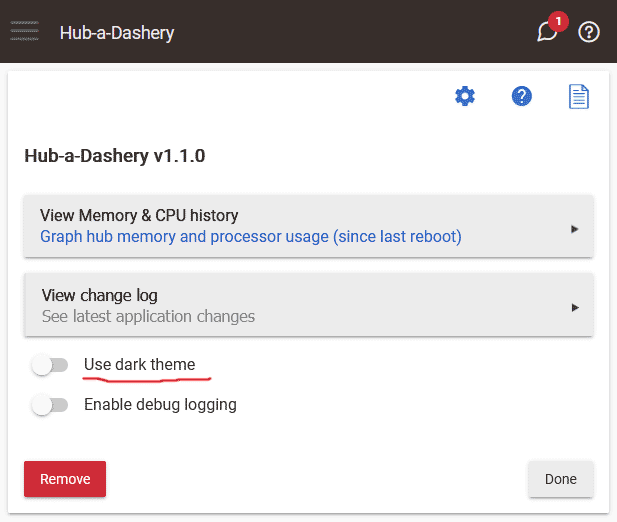 Hub-a-Dashery
1
Hub-a-Dashery v1.1.0
View Memory & CPU history
Graph hub memory and processor usage (since last reboot)
View change log
See latest application changes
Use dark theme
Enable debug logging
Remove
Done